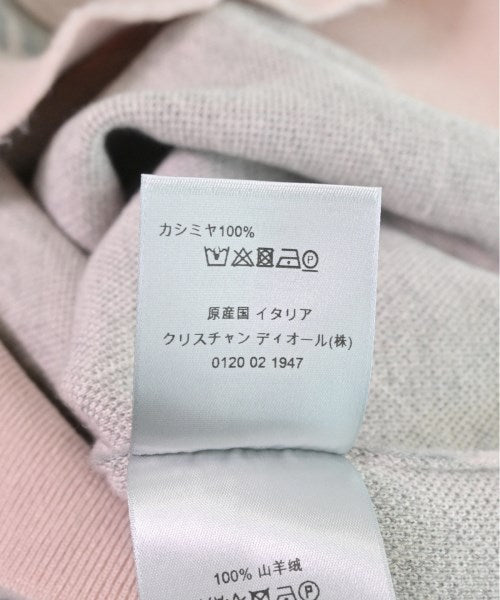 カシミヤ100%
原産国 イタリア
クリスチャン ディオール(株)
0120 02 1947
100% 山羊绒